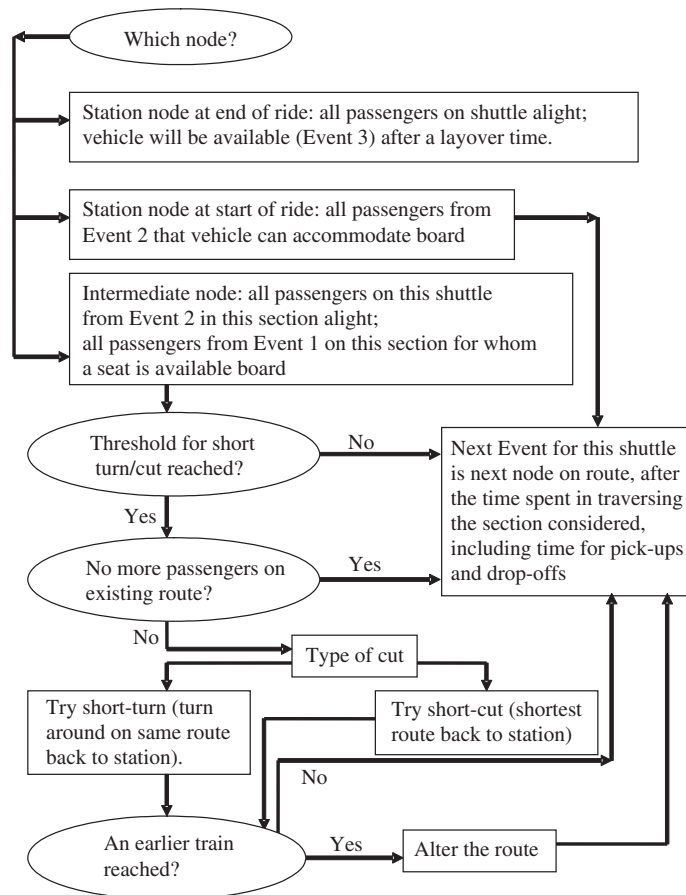 Which node?
Station node at end of ride: all passengers on shuttle alight;
vehicle will be available (Event 3) after a layover time.
Station node at start of ride: all passengers from
Event 2 that vehicle can accommodate board
Intermediate node: all passengers on this shuttle
from Event 2 in this section alight;
all passengers from Event 1 on this section for whom
a seat is available board
Threshold for short
turn/cut reached?
No
Yes
Next Event for this shuttle
is next node on route, after
the time spent in traversing
the section considered,
including time for pick-ups
and drop-offs
No more passengers on
existing route?
Yes
No
Type of cut
Try short-turn (turn
around on same route
back to station).
Try short-cut (shortest
route back to station)
No
An earlier train
reached?
Yes
Alter the route